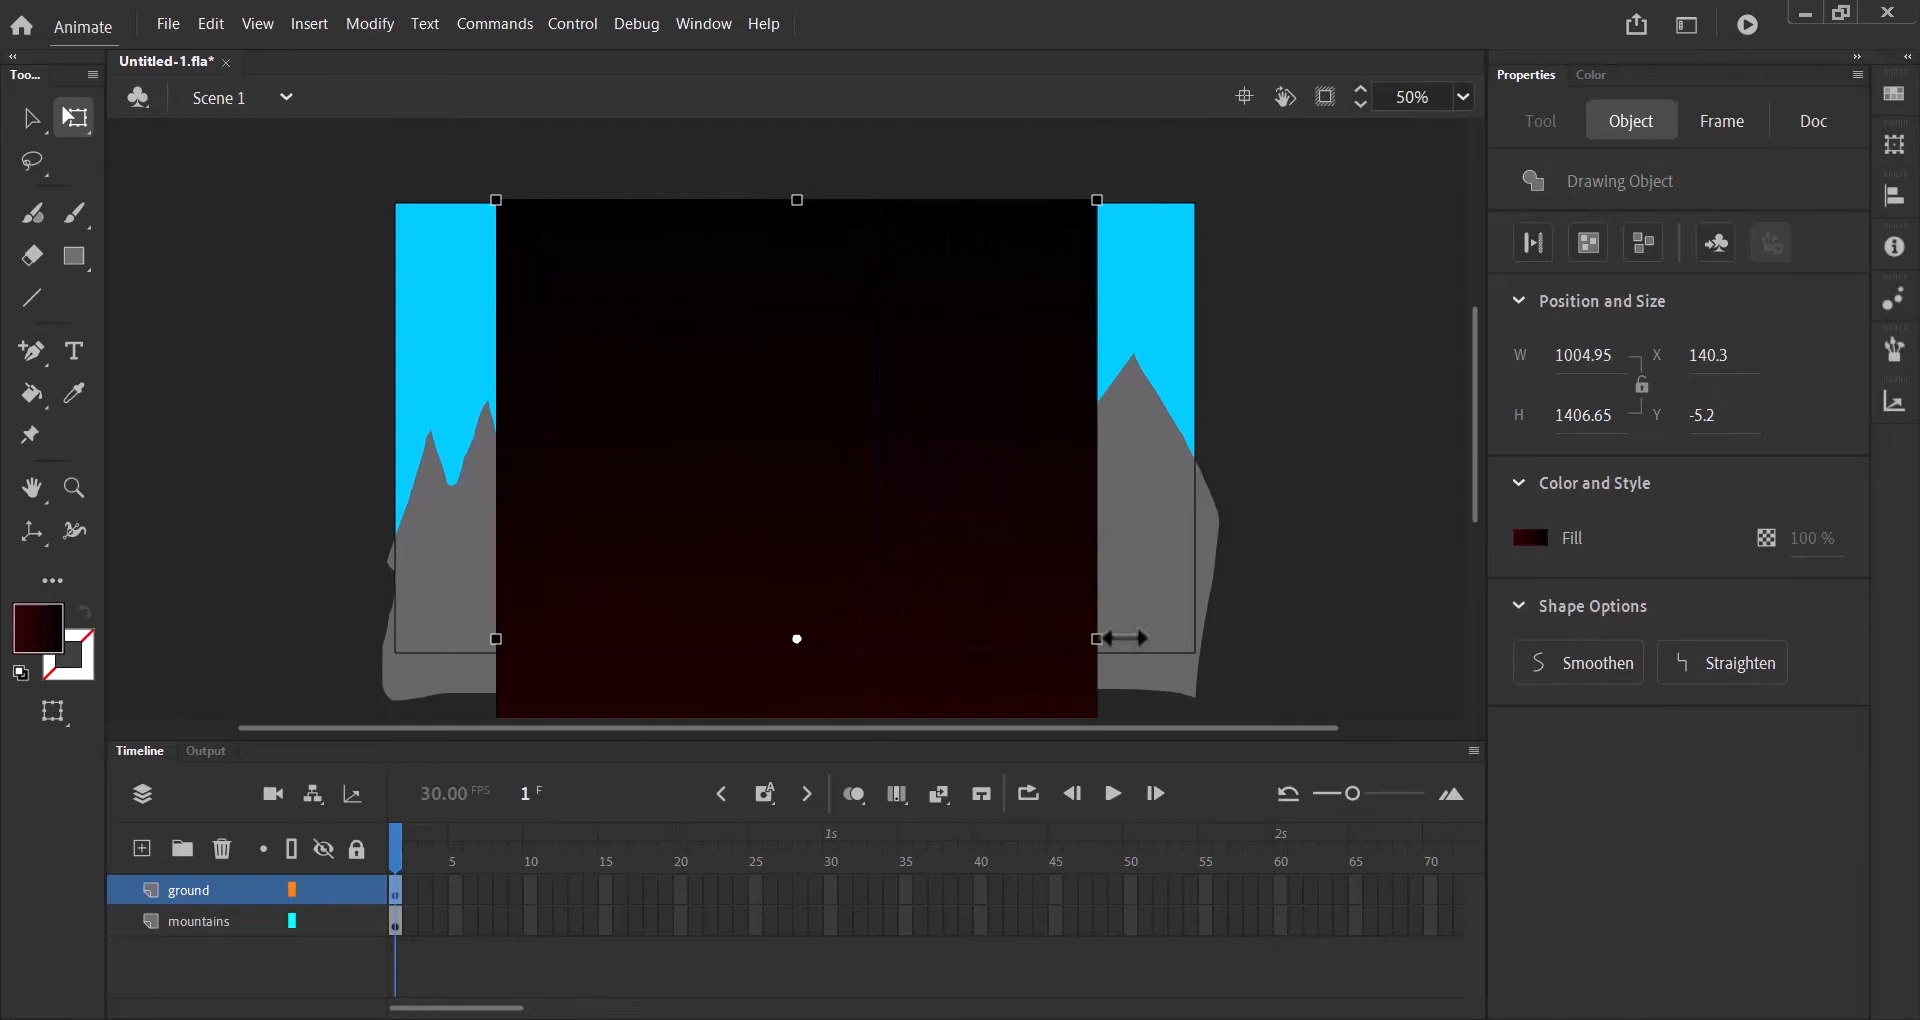 Animate File Edit View Insert Modify Text Commands Control Debug Window Help
Untitled-1.fla*
Too...
Scene 1
50%
Properties Color
Tool Object Frame Doc
Drawing Object
Position and Size
W 1004.95 X 140.3
H 1406.65 Y -5.2
Color and Style
Fill 100 %
Shape Options
Smoothen Straighten
Timeline Output
30.00 FPS 1 F
1s 2s
5 10 15 20 25 30 35 40 45 50 55 60 65 70
ground
mountains